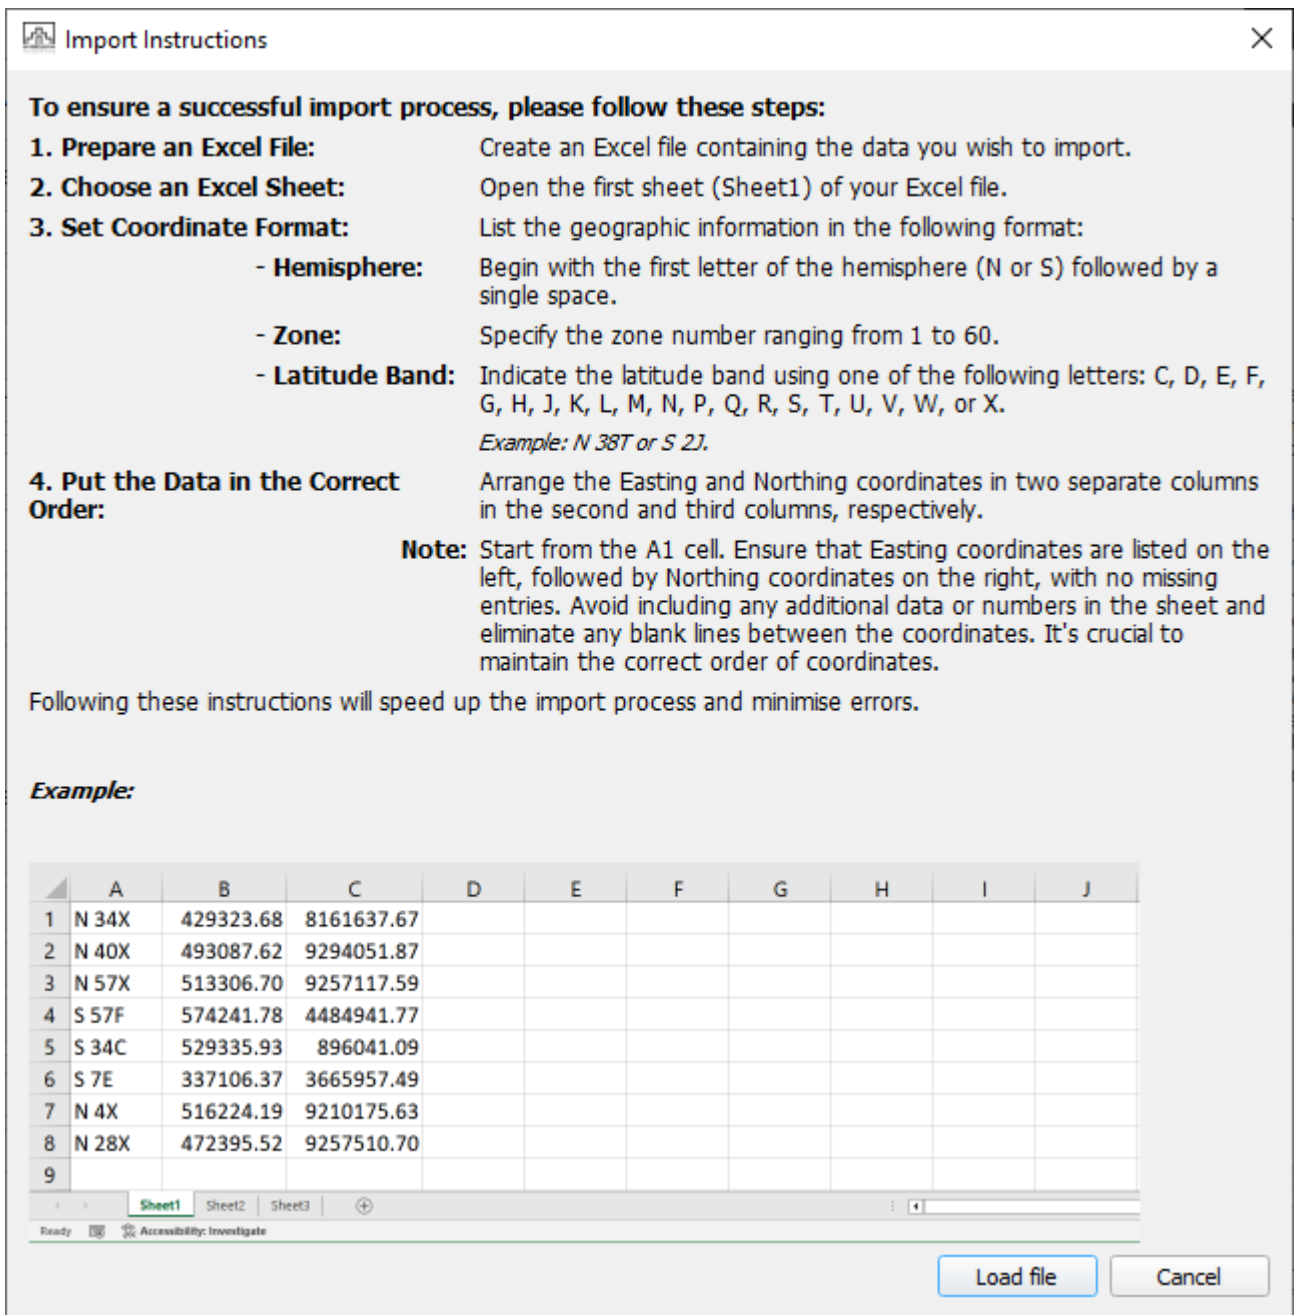 Import Instructions
To ensure a successful import process, please follow these steps:
1. Prepare an Excel File: Create an Excel file containing the data you wish to import.
2. Choose an Excel Sheet: Open the first sheet (Sheet1) of your Excel file.
3. Set Coordinate Format: List the geographic information in the following format:
- Hemisphere: Begin with the first letter of the hemisphere (N or S) followed by a
single space.
- Zone: Specify the zone number ranging from 1 to 60.
- Latitude Band: Indicate the latitude band using one of the following letters: C, D, E, F,
G, H, J, K, L, M, N, P, Q, R, S, T, U, V, W, or X.
Example: N 38T or S 2J.
4. Put the Data in the Correct
Order:
Arrange the Easting and Northing coordinates in two separate columns
in the second and third columns, respectively.
Note: Start from the A1 cell. Ensure that Easting coordinates are listed on the
left, followed by Northing coordinates on the right, with no missing
entries. Avoid including any additional data or numbers in the sheet and
eliminate any blank lines between the coordinates. It's crucial to
maintain the correct order of coordinates.
Following these instructions will speed up the import process and minimise errors.
Example:
A B C D E F G H I J
1 N 34X 429323.68 8161637.67
2 N 40X 493087.62 9294051.87
3 N 57X 513306.70 9257117.59
4 S 57F 574241.78 4484941.77
5 S 34C 529335.93 896041.09
6 S 7E 337106.37 3665957.49
7 N 4X 516224.19 9210175.63
8 N 28X 472395.52 9257510.70
9
Sheet1 Sheet2 Sheet3
Ready Accessibility: Investigate
Load file Cancel